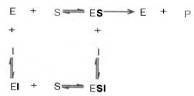 E + S ES E + P
+ +
I I
EI + S ESI